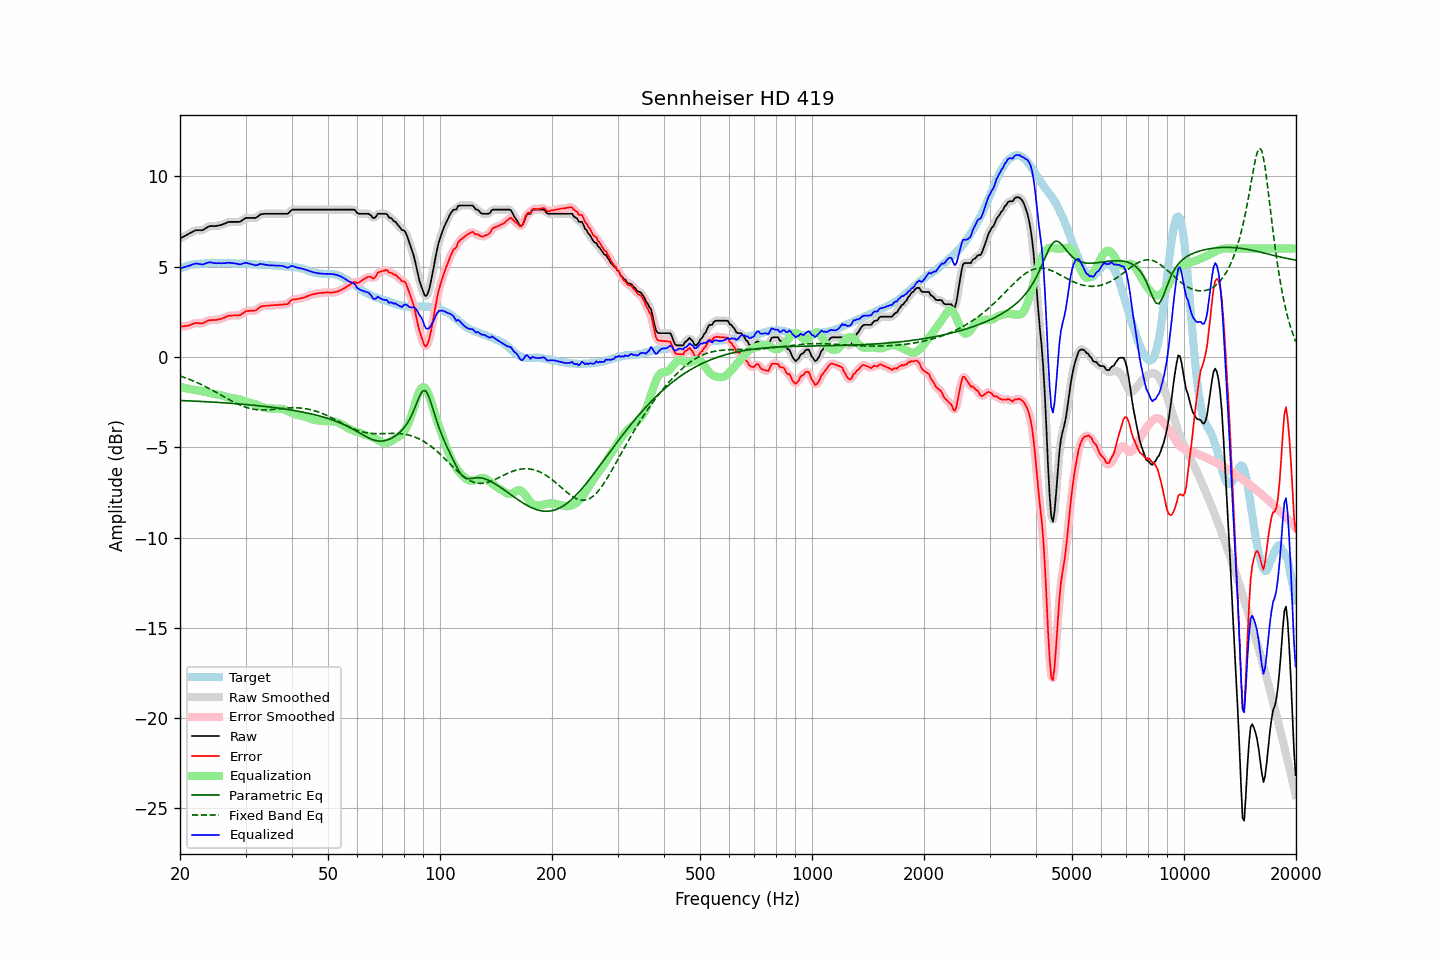 Sennheiser HD 419
Amplitude (dBr)
10
5
0
−5
−10
−15
−20
−25
Target
Raw Smoothed
Error Smoothed
Raw
Error
Equalization
Parametric Eq
Fixed Band Eq
Equalized
20 50 100 200 500 1000 2000 5000 10000 20000
Frequency (Hz)